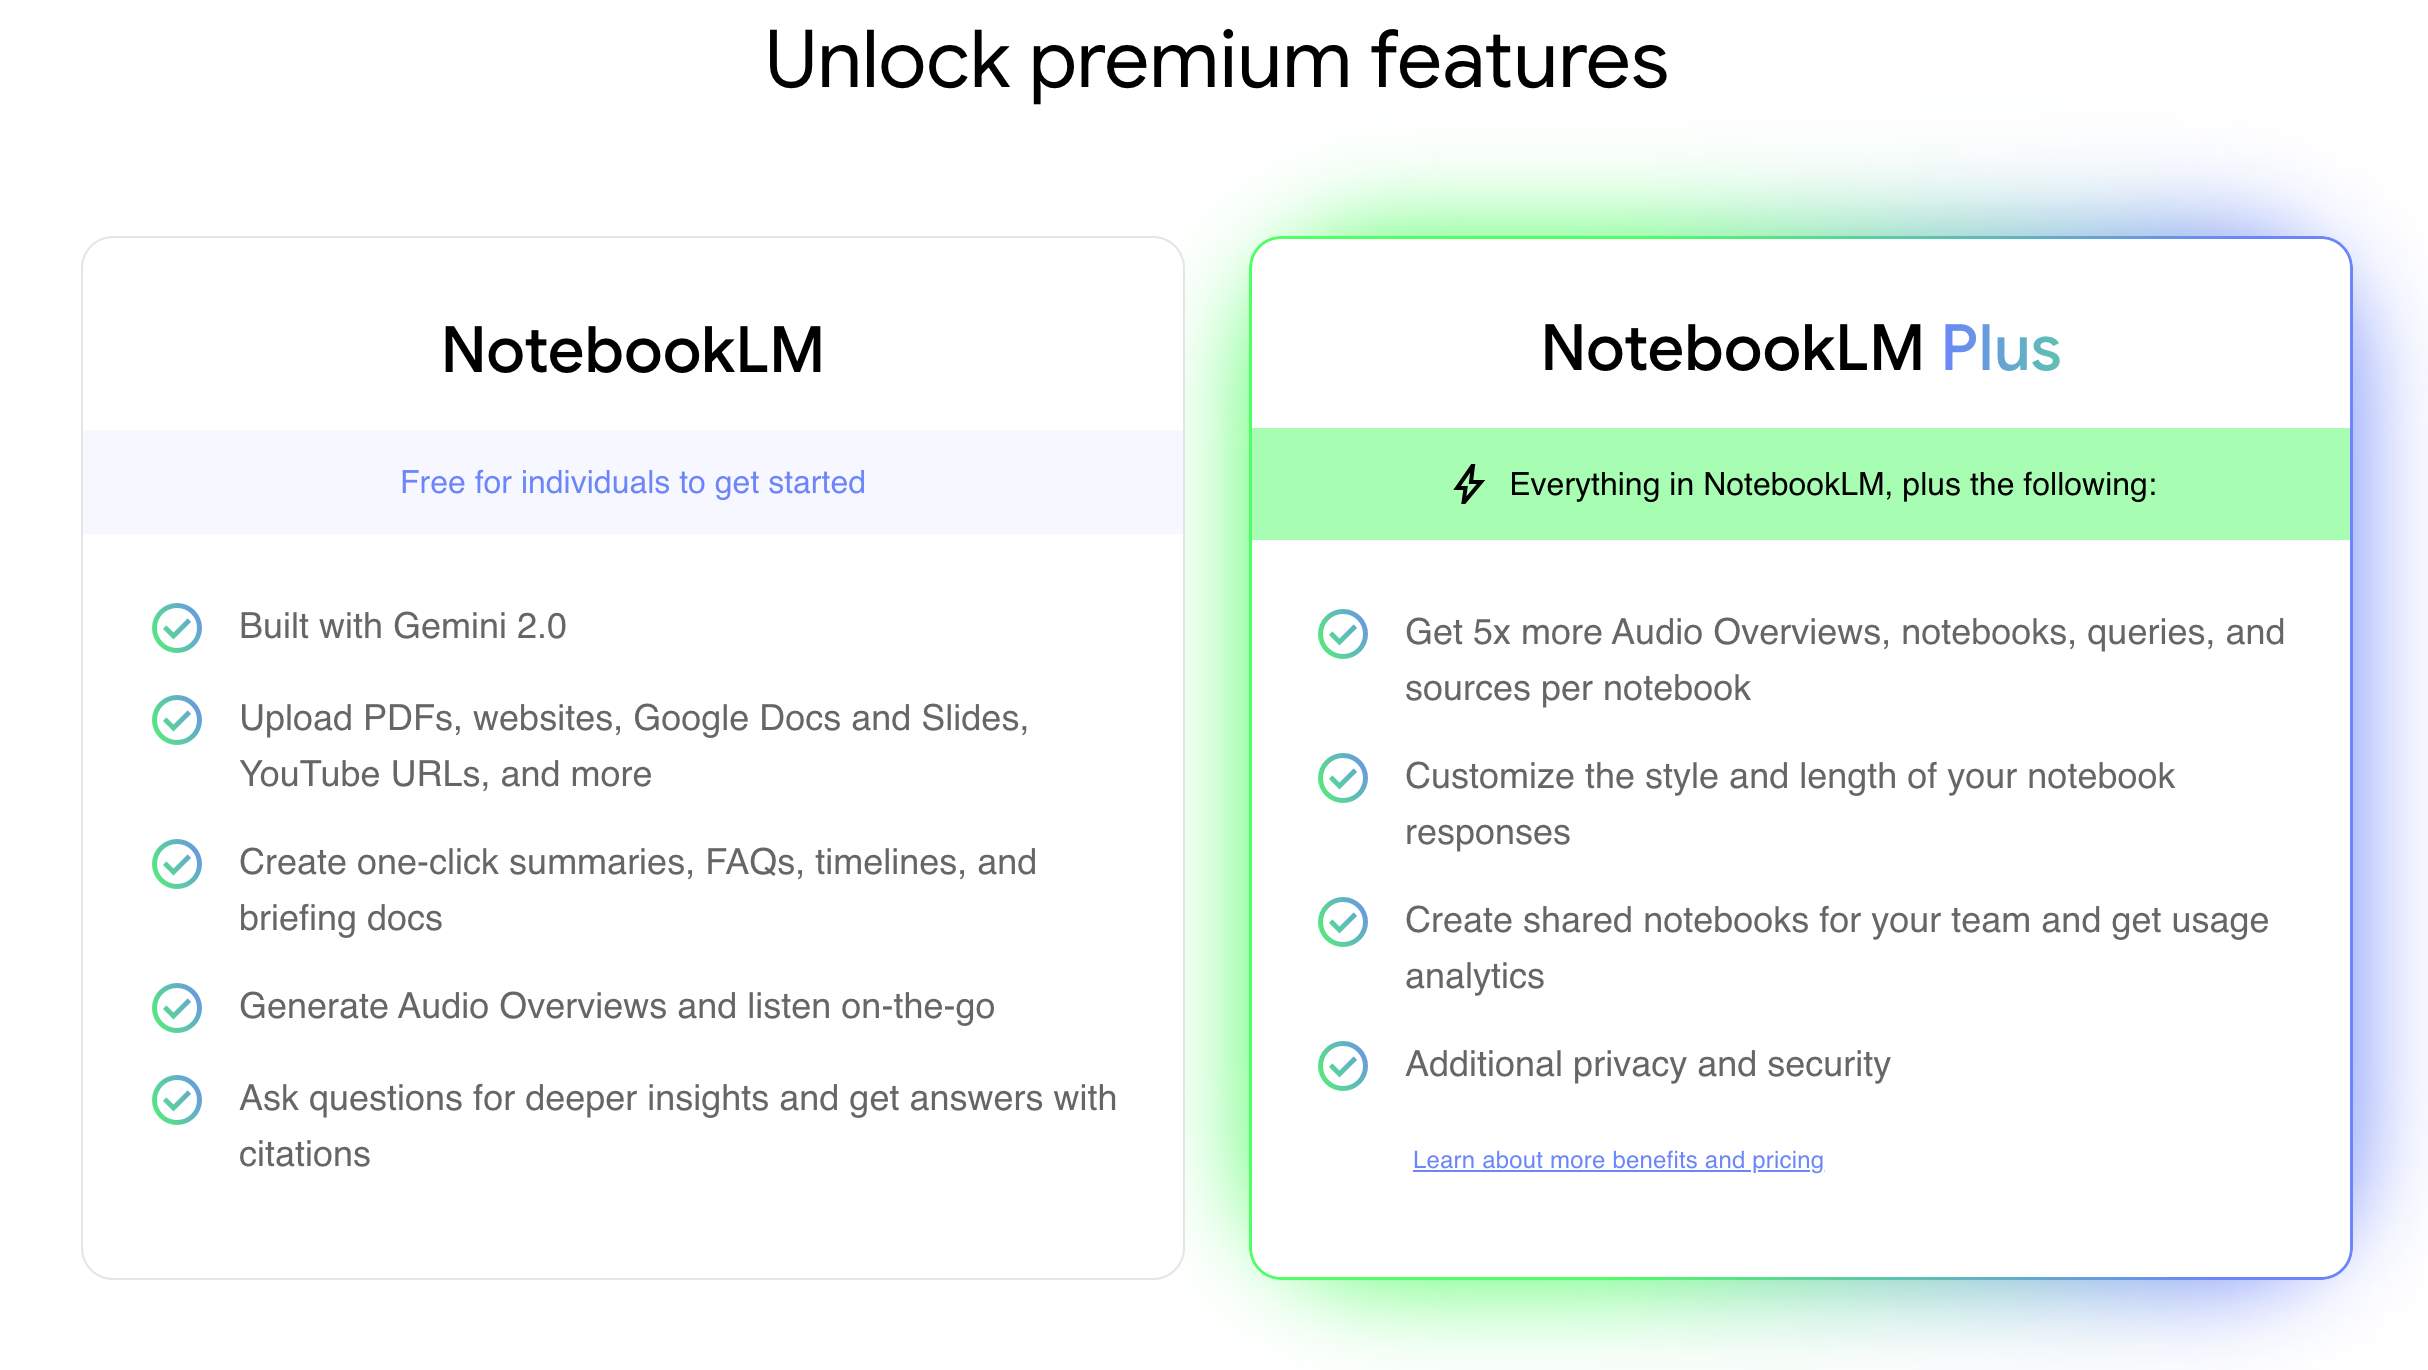 Unlock premium features
NotebookLM
Free for individuals to get started
Built with Gemini 2.0
Upload PDFs, websites, Google Docs and Slides,
YouTube URLs, and more
Create one-click summaries, FAQs, timelines, and
briefing docs
Generate Audio Overviews and listen on-the-go
Ask questions for deeper insights and get answers with
citations
NotebookLM Plus
Everything in NotebookLM, plus the following:
Get 5x more Audio Overviews, notebooks, queries, and
sources per notebook
Customize the style and length of your notebook
responses
Create shared notebooks for your team and get usage
analytics
Additional privacy and security
Learn about more benefits and pricing